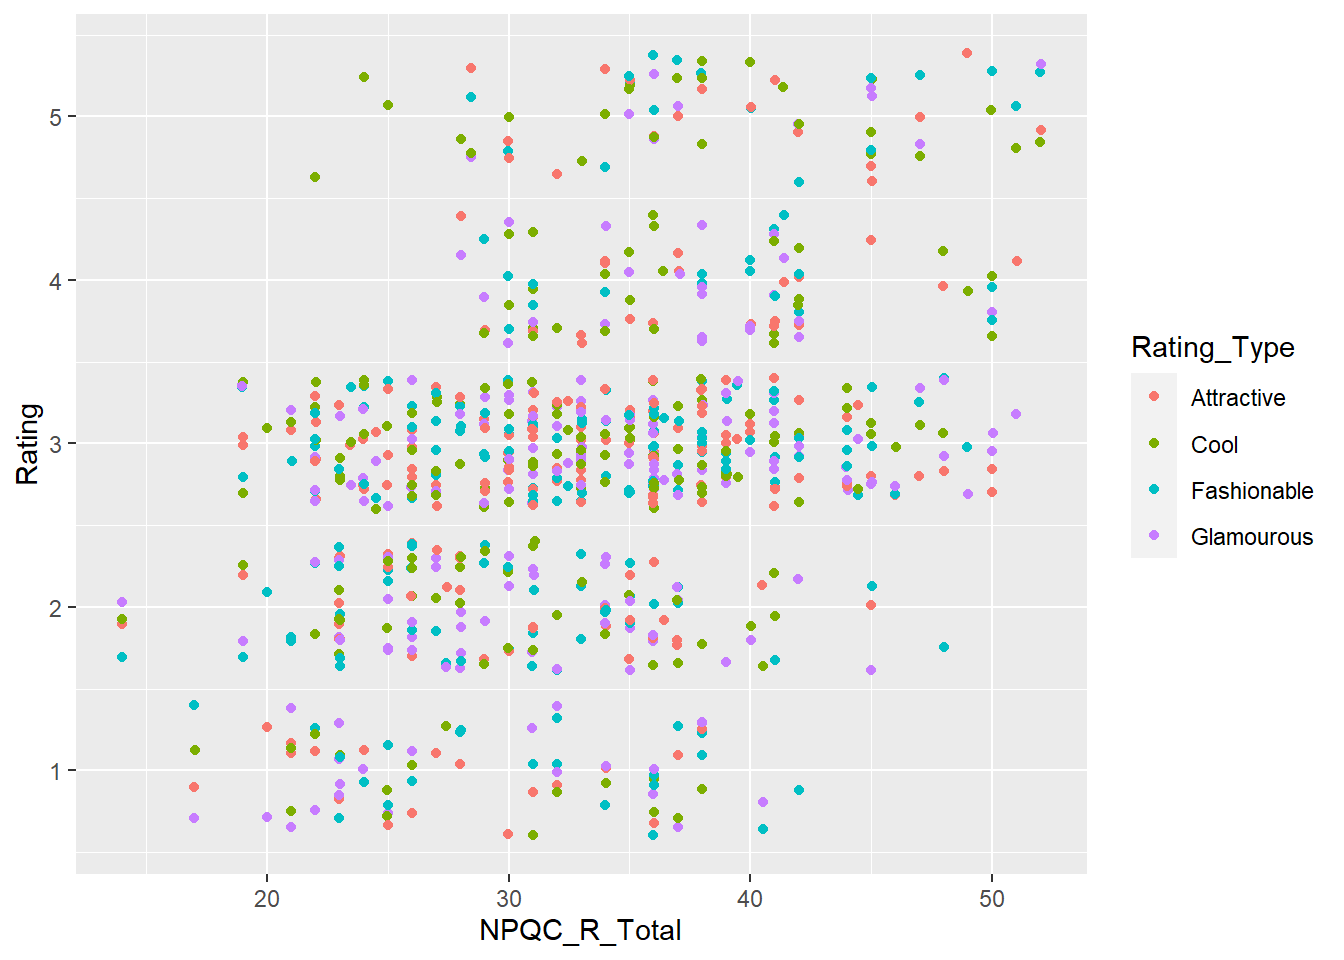 5
4
3
2
1
Rating
20
30
40
50
NPQC_R_Total
Rating_Type
Attractive
Cool
Fashionable
Glamourous